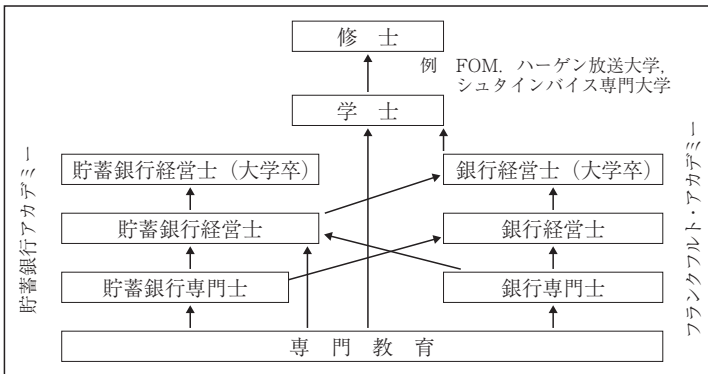 修 士
例 FOM．ハーゲン放送大学，
シュタインバイス専門大学
学 士
貯蓄銀行アカデミー
フランクフルト・アカデミー
貯蓄銀行経営士（大学卒）
銀行経営士（大学卒）
貯蓄銀行経営士
銀行経営士
貯蓄銀行専門士
銀行専門士
専 門 教 育